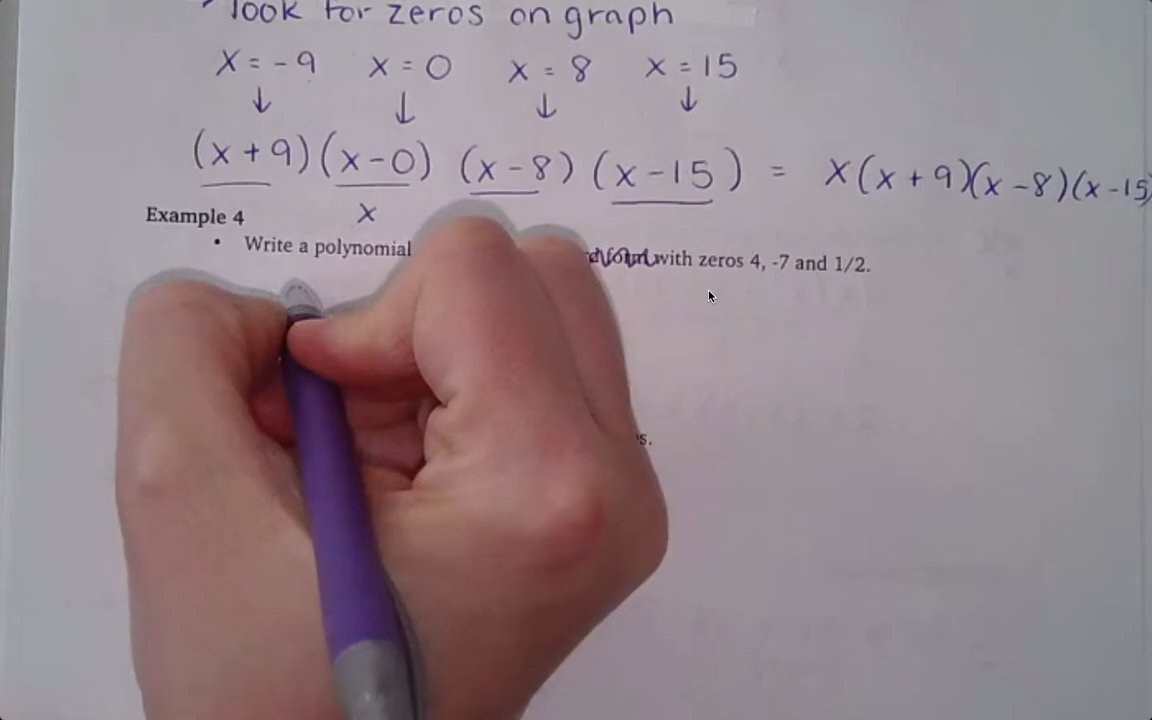 look for zeros on graph
x = -9 x = 0 x = 8 x = 15
↓ ↓ ↓ ↓
(x + 9)(x - 0) (x - 8) (x - 15) = x(x + 9)(x - 8)(x - 15)
x
Example 4
• Write a polynomial with zeros 4, -7 and 1/2.
s.